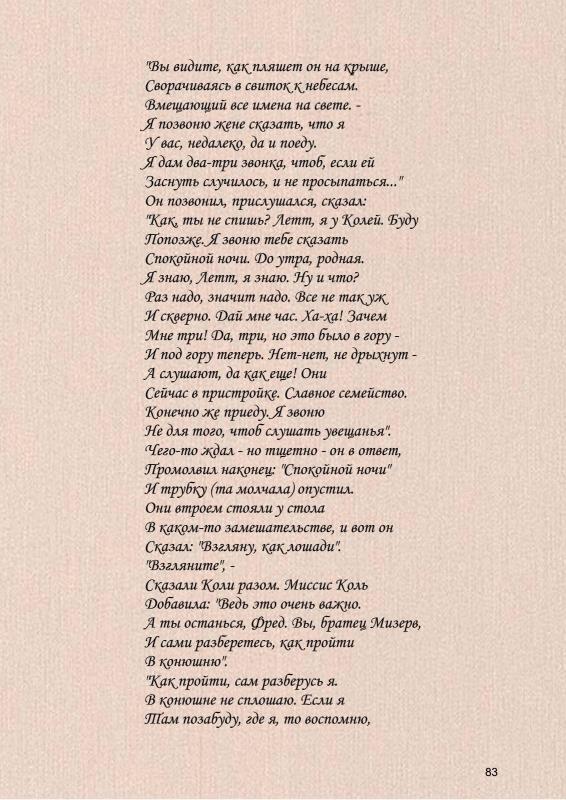 "Вы видите, как пляшет он на крыше,
Сворачиваясь в свиток к небесам.
Вмещающий все имена на свете. -
Я позвоню жене сказать, что я
У вас, недалеко, да и поеду.
Я дам два-три звонка, чтоб, если ей
Заснуть случилось, и не просыпаться..."
Он позвонил, прислушался, сказал:
"Как, ты не спишь? Летт, я у Колей. Буду
Попозже. Я звоню тебе сказать
Спокойной ночи. До утра, родная.
Я знаю, Летт, я знаю. Ну и что?
Раз надо, значит надо. Все не так уж
И скверно. Дай мне час. Ха-ха! Зачем
Мне три! Да, три, но это было в гору -
И под гору теперь. Нет-нет, не дрыхнут -
А слушают, да как еще! Они
Сейчас в пристройке. Славное семейство.
Конечно же приеду. Я звоню
Не для того, чтоб слушать увещанья".
Чего-то ждал - но тщетно - он в ответ,
Промолвил наконец: "Спокойной ночи"
И трубку (та молчала) опустил.
Они втроем стояли у стола
В каком-то замешательстве, и вот он
Сказал: "Взгляну, как лошади".
"Взгляните", -
Сказали Коли разом. Миссис Коль
Добавила: "Ведь это очень важно.
А ты останься, Фред. Вы, братец Мизерв,
И сами разберетесь, как пройти
В конюшню".
"Как пройти, сам разберусь я.
В конюшне не сплошаю. Если я
Там позабуду, где я, то воспомню,
83